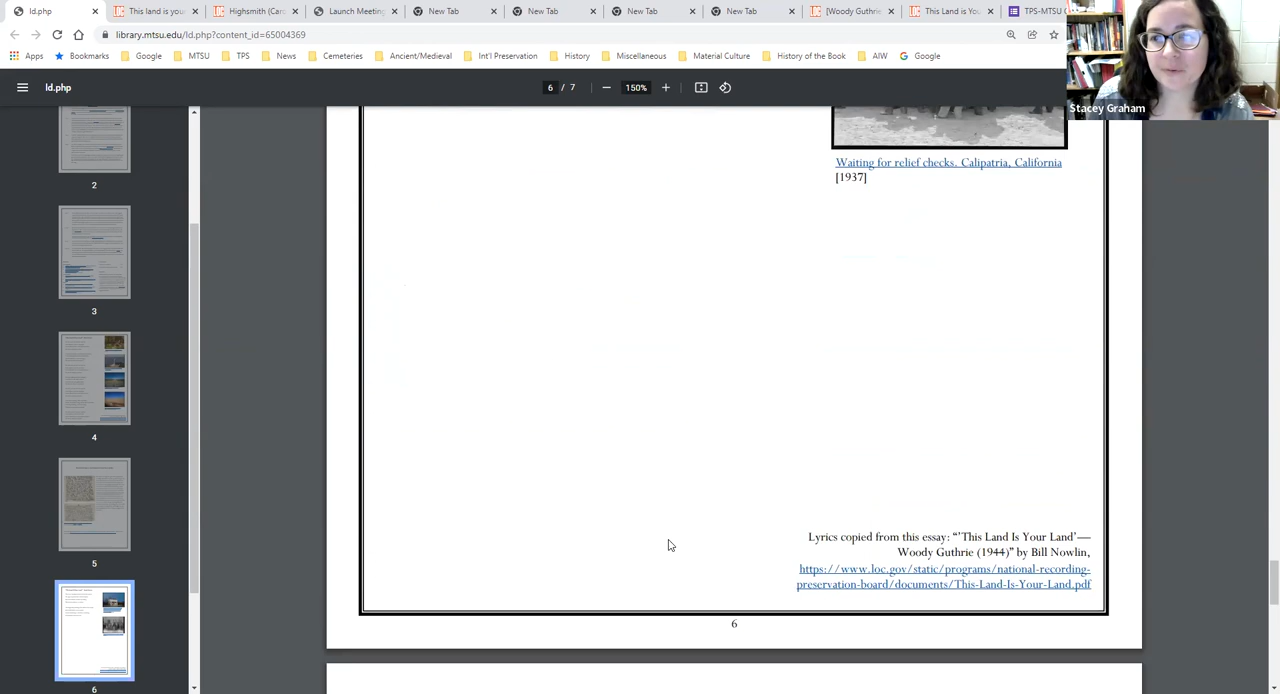 ld.php
This land is your
Highsmith (Car
Launch Meetin
New Tab
New Tab
New Tab
New Tab
[Woody Guthrie
This Land is Yo
TPS-MTSU
library.mtsu/ld.php?content_id=65004369
Apps
Bookmarks
Google
MTSU
TPS
News
Cemeteries
Ancient/Medieval
Int'l Preservation
History
Miscellaneous
Material Culture
History of the Book
AIW
Google
ld.php
6 / 7
150%
Stacey Graham
2
3
4
5
6
Waiting for relief checks. Calipatria, California
[1937]
Lyrics copied from this essay: "'This Land Is Your Land'—
Woody Guthrie (1944)" by Bill Nowlin,
https://www.loc.gov/static/programs/national-recording-
preservation-board/documents/This-Land-Is-Your-Land.pdf
6